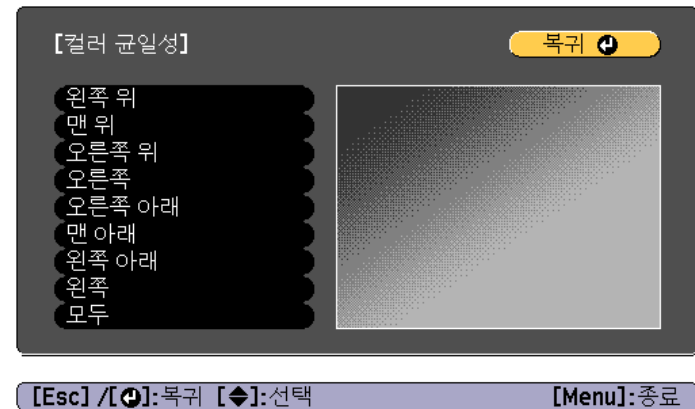 [컬러 균일성]
복귀
왼쪽 위
맨 위
오른쪽 위
오른쪽
오른쪽 아래
맨 아래
왼쪽 아래
왼쪽
모두
[Esc] /[⏎]:복귀 [◆]:선택 [Menu]:종료